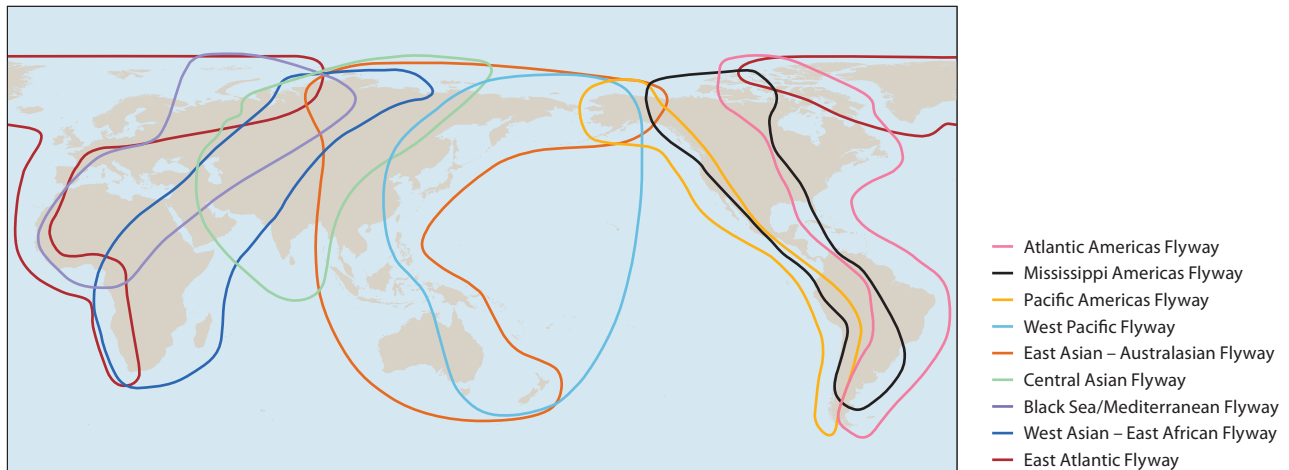 Atlantic Americas Flyway
Mississippi Americas Flyway
Pacific Americas Flyway
West Pacific Flyway
East Asian – Australasian Flyway
Central Asian Flyway
Black Sea/Mediterranean Flyway
West Asian – East African Flyway
East Atlantic Flyway